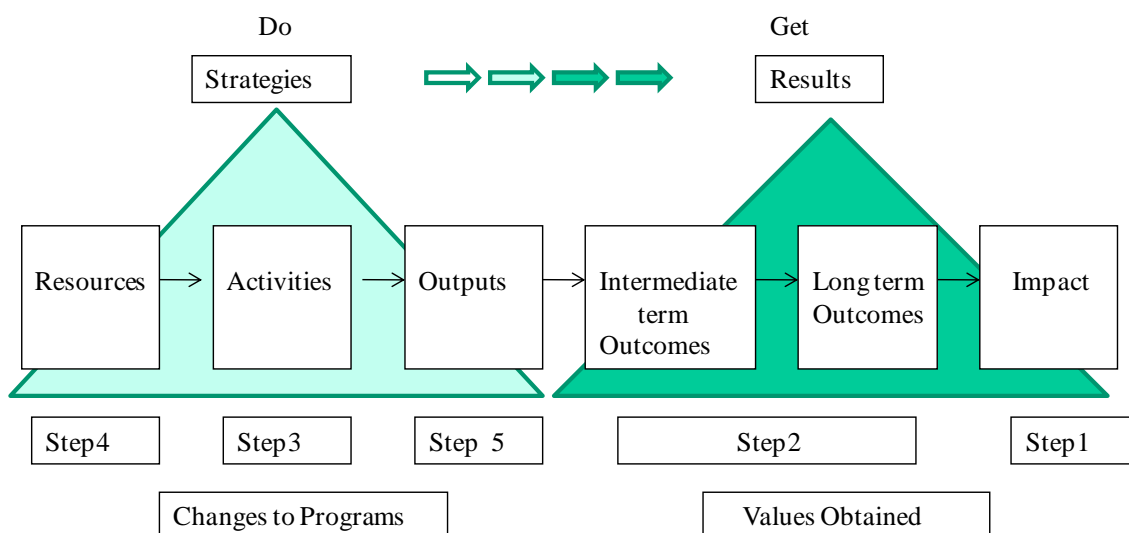 Do
Get
Strategies
Results
Resources
Activities
Outputs
Intermediate
term
Outcomes
Long term
Outcomes
Impact
Step4
Step3
Step 5
Step2
Step1
Changes to Programs
Values Obtained